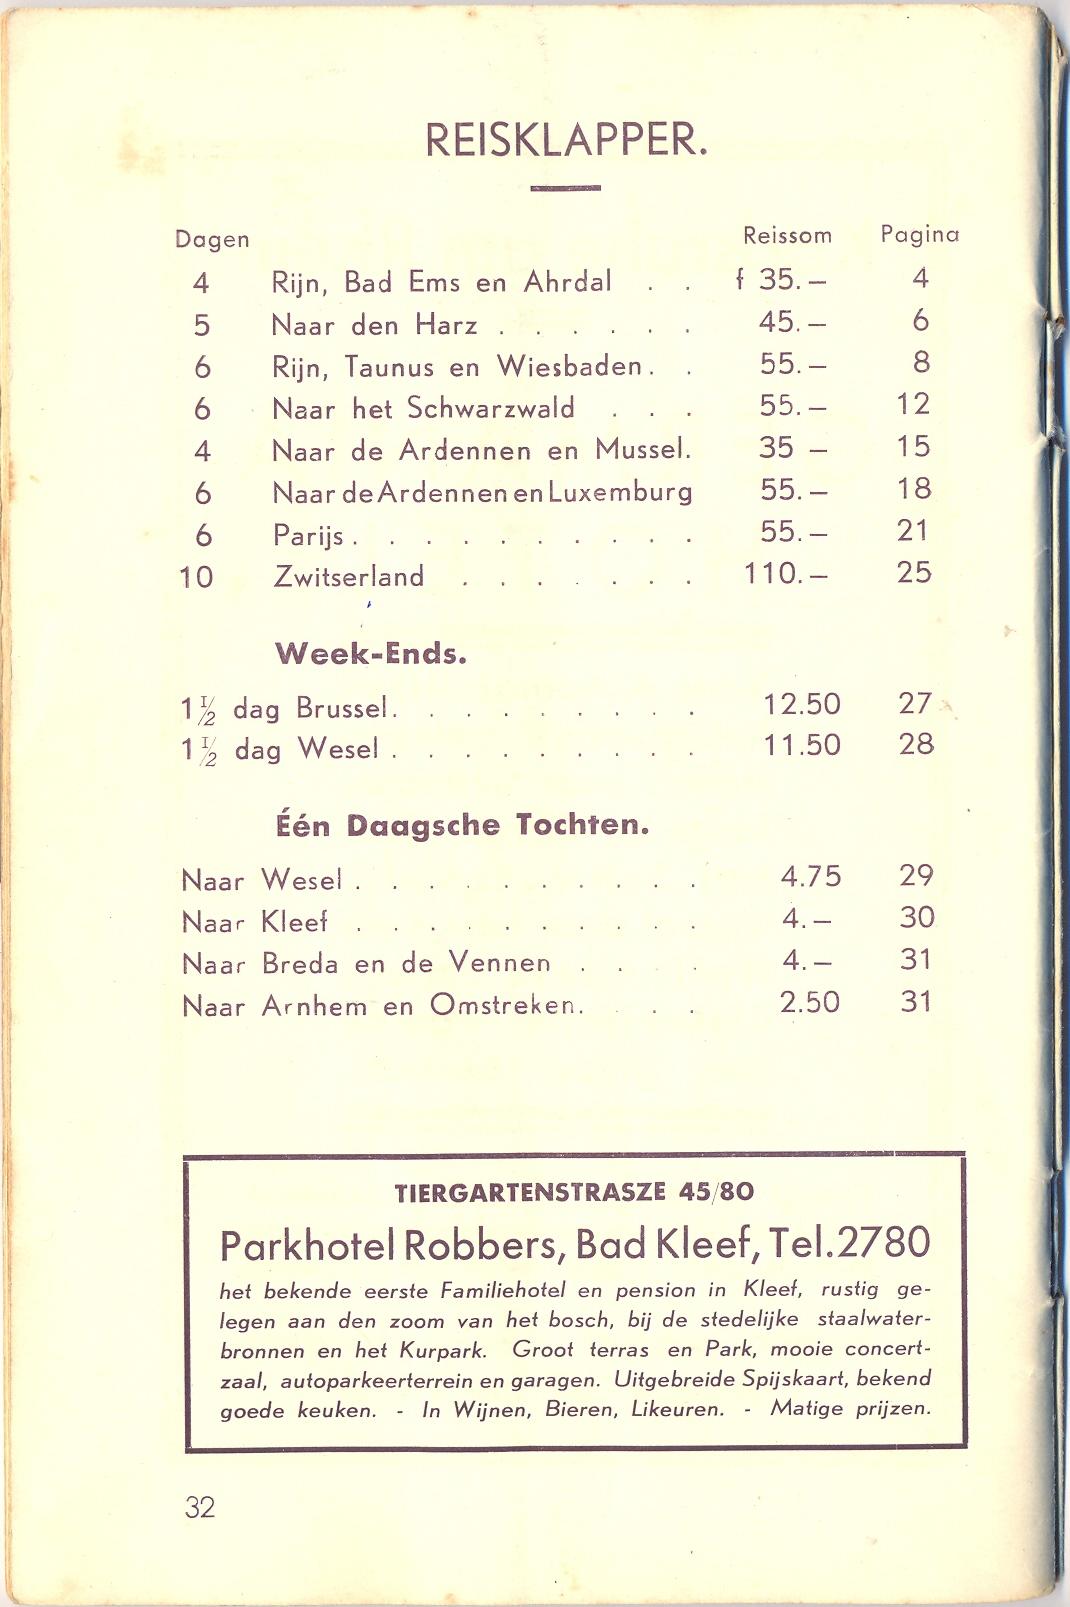 REISKLAPPER.
Dagen Reissom Pagina
4 Rijn, Bad Ems en Ahrdal . . f 35.— 4
5 Naar den Harz . . . . . . 45.— 6
6 Rijn, Taunus en Wiesbaden. . 55.— 8
6 Naar het Schwarzwald . . . 55.— 12
4 Naar de Ardennen en Mussel. 35 — 15
6 Naar de Ardennen en Luxemburg 55.— 18
6 Parijs. . . . . . . . . . 55.— 21
10 Zwitserland . . . . . . . 110.— 25
Week-Ends.
1½ dag Brussel. . . . . . . . . 12.50 27
1½ dag Wesel . . . . . . . . . 11.50 28
Één Daagsche Tochten.
Naar Wesel . . . . . . . . . . 4.75 29
Naar Kleef . . . . . . . . . . 4.— 30
Naar Breda en de Vennen . . . . 4.— 31
Naar Arnhem en Omstreken. . . . 2.50 31
TIERGARTENSTRASZE 45/80
Parkhotel Robbers, Bad Kleef, Tel.2780
het bekende eerste Familiehotel en pension in Kleef, rustig ge-
legen aan den zoom van het bosch, bij de stedelijke staalwater-
bronnen en het Kurpark. Groot terras en Park, mooie concert-
zaal, autoparkeerterrein en garagen. Uitgebreide Spijskaart, bekend
goede keuken. - In Wijnen, Bieren, Likeuren. - Matige prijzen.
32